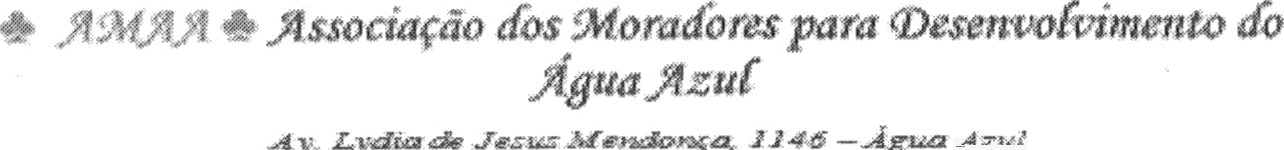 ♣ AMAA ♣ Associação dos Moradores para Desenvolvimento do
Água Azul
Av. Lydia de Jesus Mendonça, 1146 – Água Azul